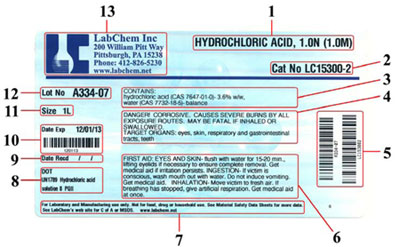 13
1
LabChem Inc
200 William Pitt Way
Pittsburgh, PA 15238
Phone: 412-826-5230
www.labchem.net
HYDROCHLORIC ACID, 1.0N (1.0M)
Cat No LC15300-2
2
12
Lot No A334-07
CONTAINS:
hydrochloric acid (CAS 7647-01-0)- 3.6% w/w,
water (CAS 7732-18-5)- balance
3
11
Size 1L
DANGER! CORROSIVE. CAUSES SEVERE BURNS BY ALL
EXPOSURE ROUTES. MAY BE FATAL IF INHALED OR
SWALLOWED.
TARGET ORGANS: eyes, skin, respiratory and gastrointestinal
tracts, teeth
4
10
Date Exp 12/01/13
9
Date Recd / /
8
DOT
UN1789 Hydrochloric acid
solution 8 PGII
FIRST AID: EYES AND SKIN- flush with water for 15-20 min.,
lifting eyelids if necessary to ensure complete removal. Get
medical aid if irritation persists. INGESTION- If victim is
conscious, wash mouth out with water. Do not induce vomiting.
Get medical aid. INHALATION- Move victim to fresh air. If
breathing has stopped, give artificial respiration. Get medical aid
at once.
A334-07
LC153002
5
6
For Laboratory and Manufacturing use only. Not for food, drug or household use. See Material Safety Data Sheets for more data.
See LabChem's web site for C of A or MSDS. www.labchem.net
7